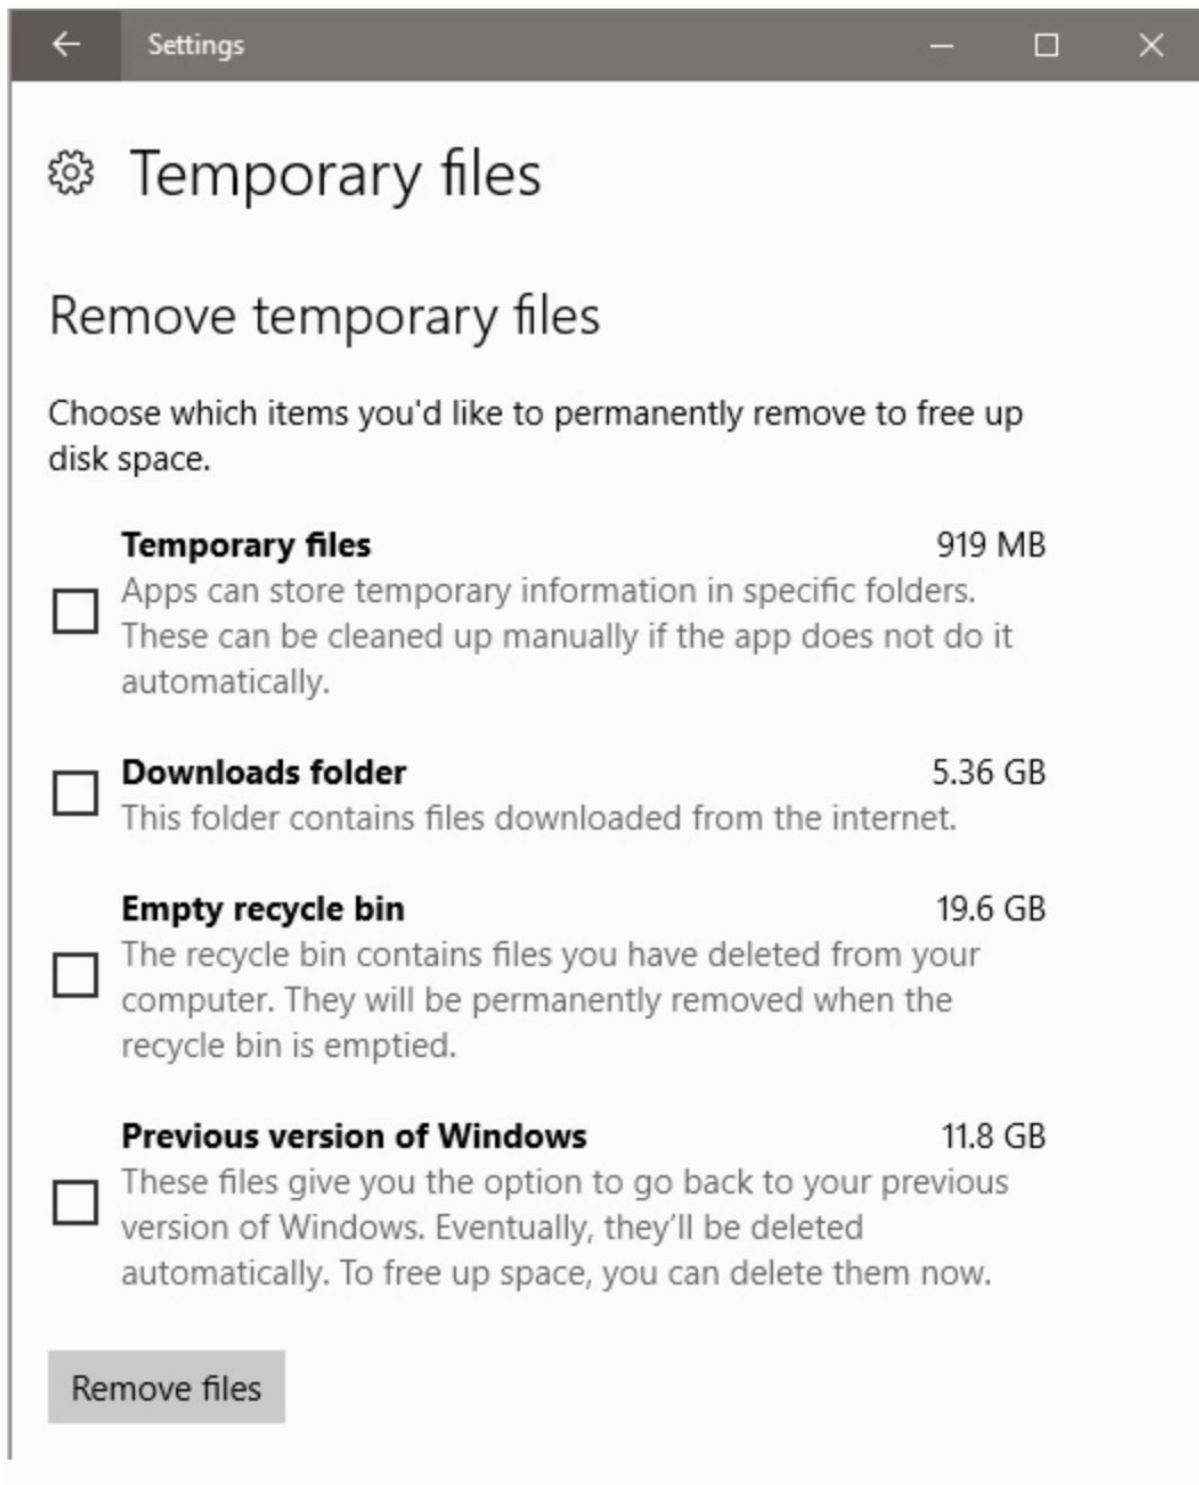 Settings
Temporary files
Remove temporary files
Choose which items you'd like to permanently remove to free up
disk space.
Temporary files 919 MB
Apps can store temporary information in specific folders.
These can be cleaned up manually if the app does not do it
automatically.
Downloads folder 5.36 GB
This folder contains files downloaded from the internet.
Empty recycle bin 19.6 GB
The recycle bin contains files you have deleted from your
computer. They will be permanently removed when the
recycle bin is emptied.
Previous version of Windows 11.8 GB
These files give you the option to go back to your previous
version of Windows. Eventually, they’ll be deleted
automatically. To free up space, you can delete them now.
Remove files